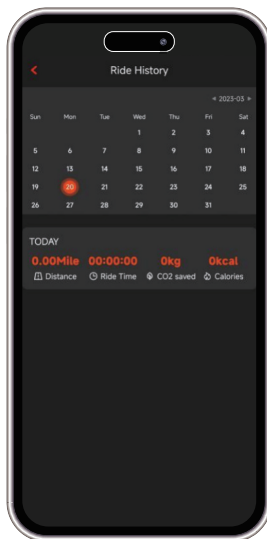 Ride History
« 2023-03 »
Sun Mon Tue Wed Thu Fri Sat
1 2 3 4
5 6 7 8 9 10 11
12 13 14 15 16 17 18
19 20 21 22 23 24 25
26 27 28 29 30 31
TODAY
0.00Mile 00:00:00 0kg 0kcal
Distance Ride Time CO2 saved Calories